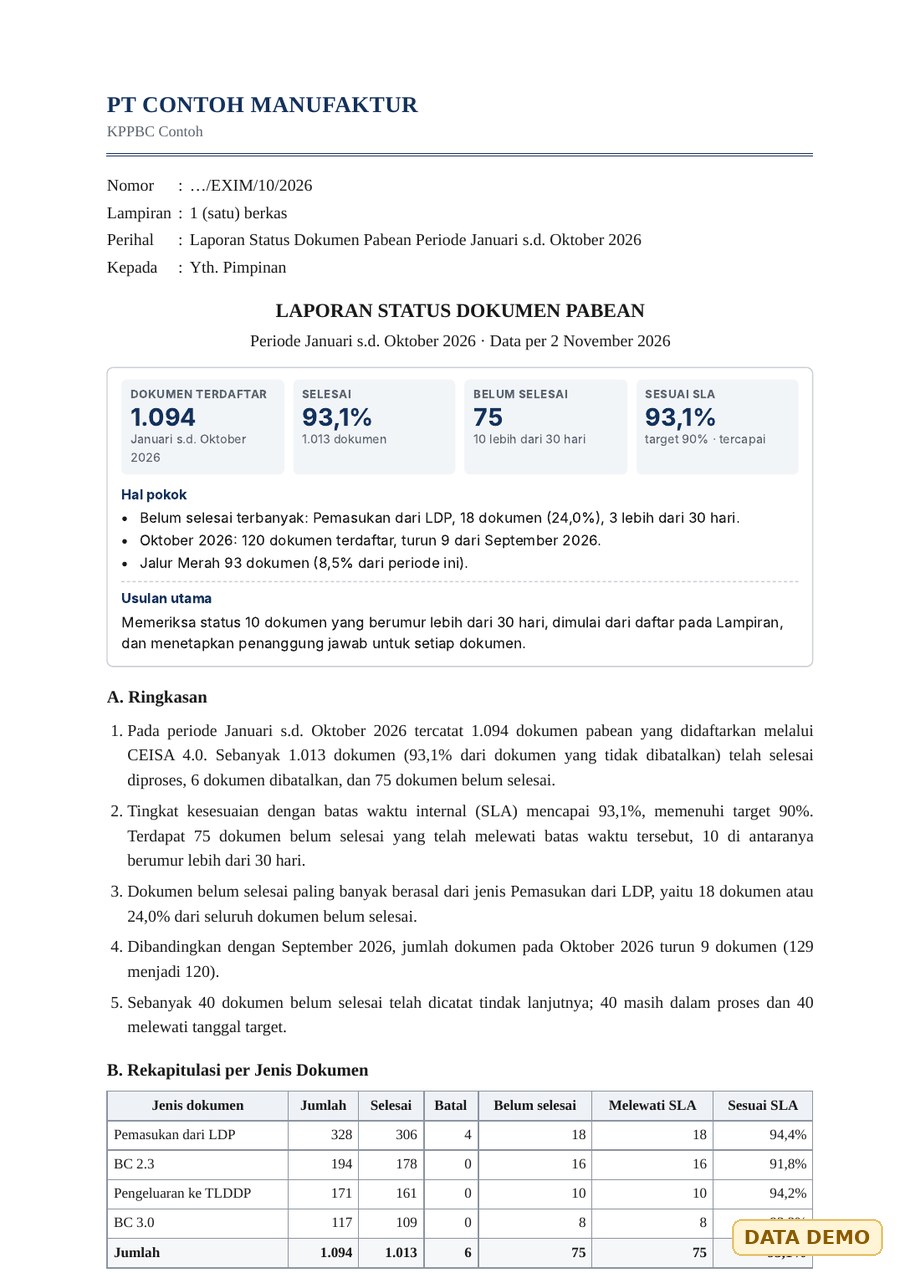 PT CONTOH MANUFAKTUR
KPPBC Contoh
Nomor : …/EXIM/10/2026
Lampiran : 1 (satu) berkas
Perihal : Laporan Status Dokumen Pabean Periode Januari s.d. Oktober 2026
Kepada : Yth. Pimpinan
LAPORAN STATUS DOKUMEN PABEAN
Periode Januari s.d. Oktober 2026 · Data per 2 November 2026
DOKUMEN TERDAFTAR
1.094
Januari s.d. Oktober
2026
SELESAI
93,1%
1.013 dokumen
BELUM SELESAI
75
10 lebih dari 30 hari
SESUAI SLA
93,1%
target 90% · tercapai
Hal pokok
• Belum selesai terbanyak: Pemasukan dari LDP, 18 dokumen (24,0%), 3 lebih dari 30 hari.
• Oktober 2026: 120 dokumen terdaftar, turun 9 dari September 2026.
• Jalur Merah 93 dokumen (8,5% dari periode ini).
Usulan utama
Memeriksa status 10 dokumen yang berumur lebih dari 30 hari, dimulai dari daftar pada Lampiran,
dan menetapkan penanggung jawab untuk setiap dokumen.
A. Ringkasan
1. Pada periode Januari s.d. Oktober 2026 tercatat 1.094 dokumen pabean yang didaftarkan melalui
CEISA 4.0. Sebanyak 1.013 dokumen (93,1% dari dokumen yang tidak dibatalkan) telah selesai
diproses, 6 dokumen dibatalkan, dan 75 dokumen belum selesai.
2. Tingkat kesesuaian dengan batas waktu internal (SLA) mencapai 93,1%, memenuhi target 90%.
Terdapat 75 dokumen belum selesai yang telah melewati batas waktu tersebut, 10 di antaranya
berumur lebih dari 30 hari.
3. Dokumen belum selesai paling banyak berasal dari jenis Pemasukan dari LDP, yaitu 18 dokumen atau
24,0% dari seluruh dokumen belum selesai.
4. Dibandingkan dengan September 2026, jumlah dokumen pada Oktober 2026 turun 9 dokumen (129
menjadi 120).
5. Sebanyak 40 dokumen belum selesai telah dicatat tindak lanjutnya; 40 masih dalam proses dan 40
melewati tanggal target.
B. Rekapitulasi per Jenis Dokumen
Jenis dokumen Jumlah Selesai Batal Belum selesai Melewati SLA Sesuai SLA
Pemasukan dari LDP 328 306 4 18 18 94,4%
BC 2.3 194 178 0 16 16 91,8%
Pengeluaran ke TLDDP 171 161 0 10 10 94,2%
BC 3.0 117 109 0 8 8
Jumlah 1.094 1.013 6 75 75
DATA DEMO